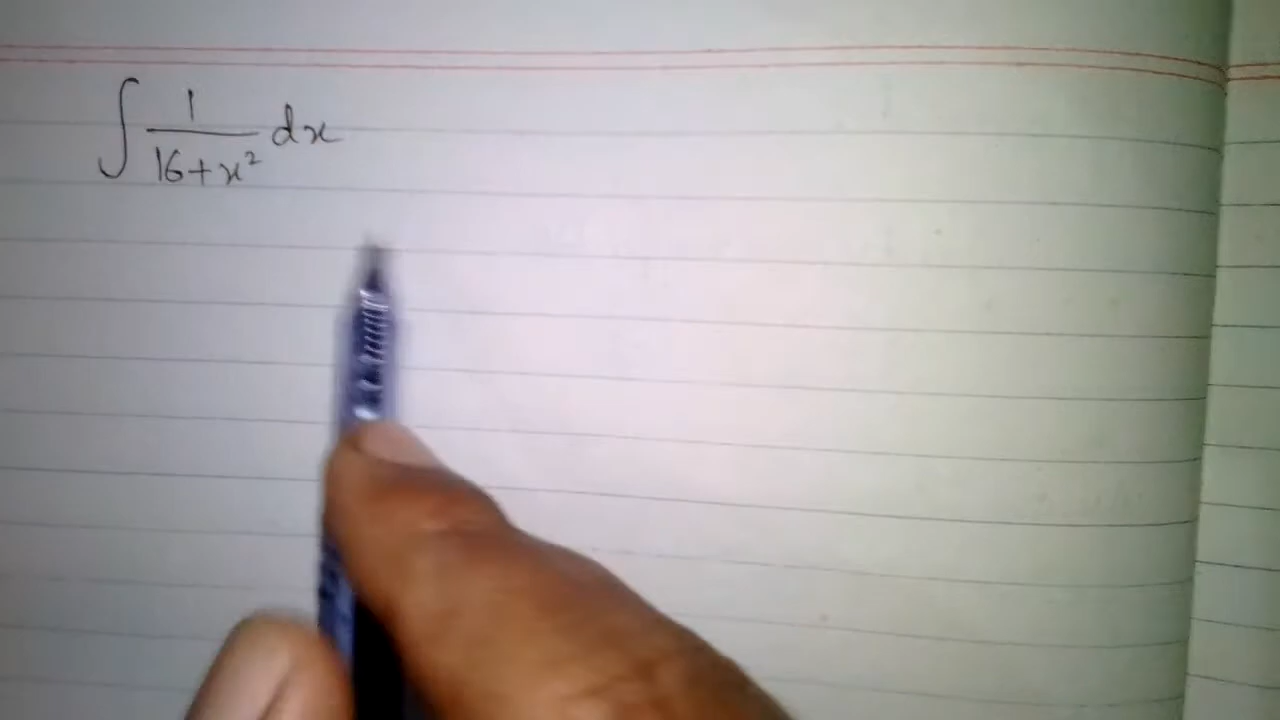 ∫ 1/(16+x²) dx